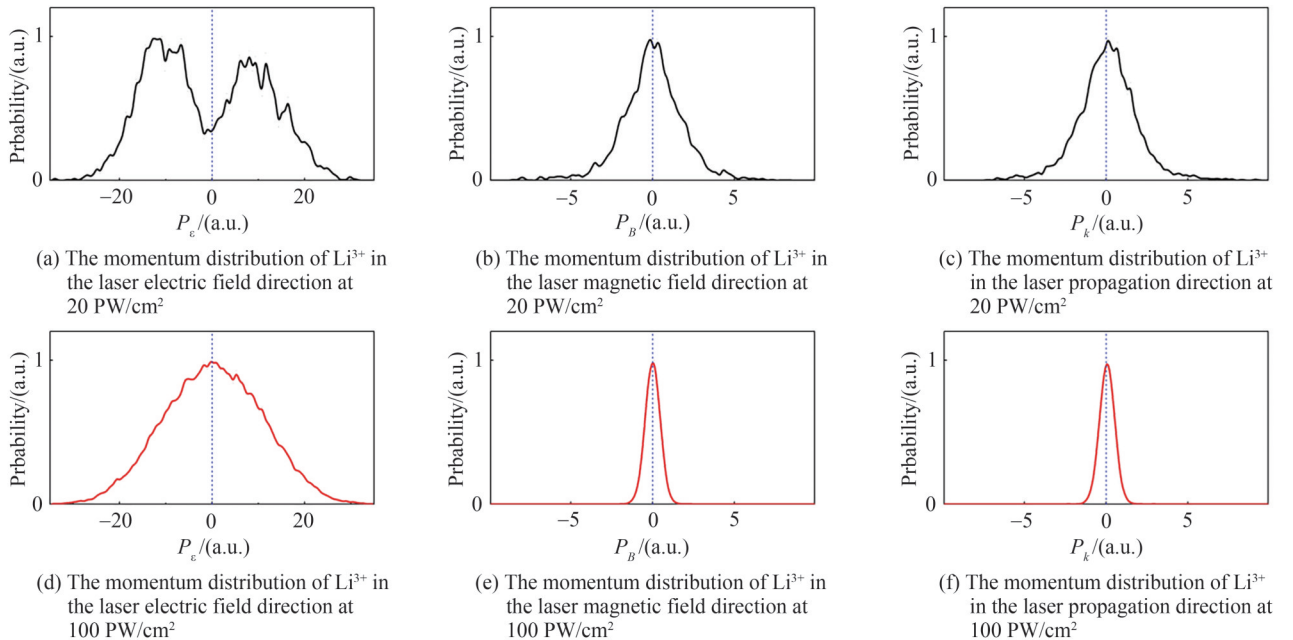 Prbability/(a.u.)
1
0
−20
0
20
Pε/(a.u.)
(a) The momentum distribution of Li³⁺ in
the laser electric field direction at
20 PW/cm²
Prbability/(a.u.)
1
0
−5
0
5
PB/(a.u.)
(b) The momentum distribution of Li³⁺ in
the laser magnetic field direction at
20 PW/cm²
Prbability/(a.u.)
1
0
−5
0
5
Pk/(a.u.)
(c) The momentum distribution of Li³⁺
in the laser propagation direction at
20 PW/cm²
Prbability/(a.u.)
1
0
−20
0
20
Pε/(a.u.)
(d) The momentum distribution of Li³⁺ in
the laser electric field direction at
100 PW/cm²
Prbability/(a.u.)
1
0
−5
0
5
PB/(a.u.)
(e) The momentum distribution of Li³⁺ in
the laser magnetic field direction at
100 PW/cm²
Prbability/(a.u.)
1
0
−5
0
5
Pk/(a.u.)
(f) The momentum distribution of Li³⁺
in the laser propagation direction at
100 PW/cm²